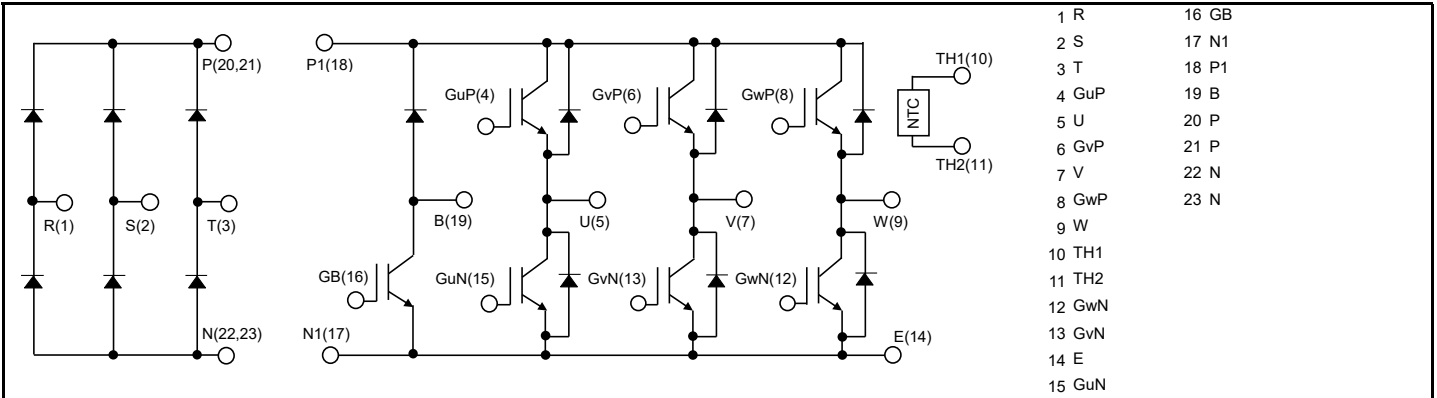 P(20,21)
P1(18)
TH1(10)
GuP(4)
GvP(6)
GwP(8)
NTC
TH2(11)
R(1)
S(2)
T(3)
B(19)
U(5)
V(7)
W(9)
GB(16)
GuN(15)
GvN(13)
GwN(12)
N(22,23)
N1(17)
E(14)
1 R
2 S
3 T
4 GuP
5 U
6 GvP
7 V
8 GwP
9 W
10 TH1
11 TH2
12 GwN
13 GvN
14 E
15 GuN
16 GB
17 N1
18 P1
19 B
20 P
21 P
22 N
23 N